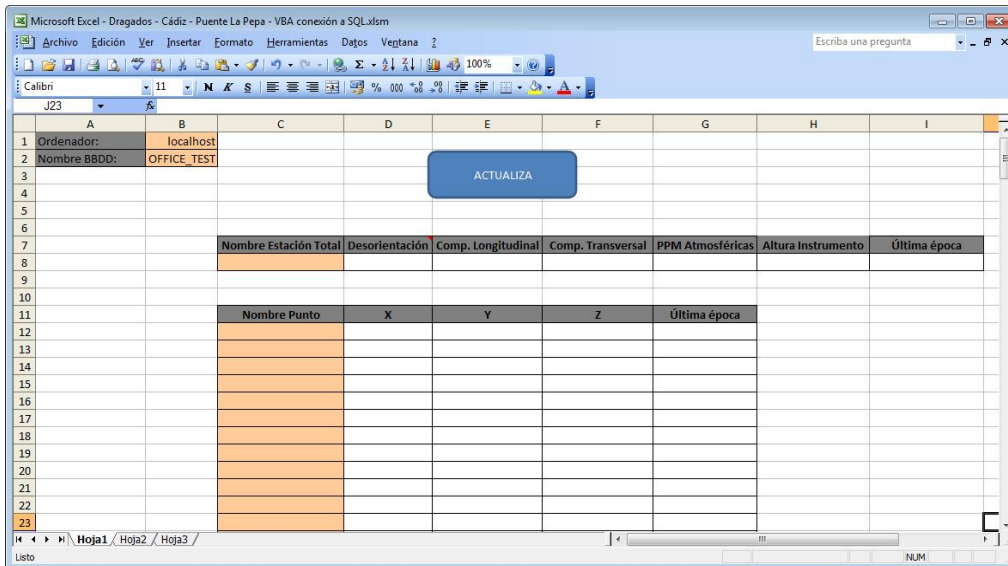 Microsoft Excel - Dragados - Cádiz - Puente La Pepa - VBA conexión a SQL.xlsm
Archivo Edición Ver Insertar Formato Herramientas Datos Ventana ? Escriba una pregunta
100%
Calibri 11 N K S % 000
J23 fx
A B C D E F G H I
1 Ordenador: localhost
2 Nombre BBDD: OFFICE_TEST
3 ACTUALIZA
4
5
6
7 Nombre Estación Total Desorientación Comp. Longitudinal Comp. Transversal PPM Atmosféricas Altura Instrumento Última época
8
9
10
11 Nombre Punto X Y Z Última época
12
13
14
15
16
17
18
19
20
21
22
23
Hoja1 Hoja2 Hoja3
Listo NUM